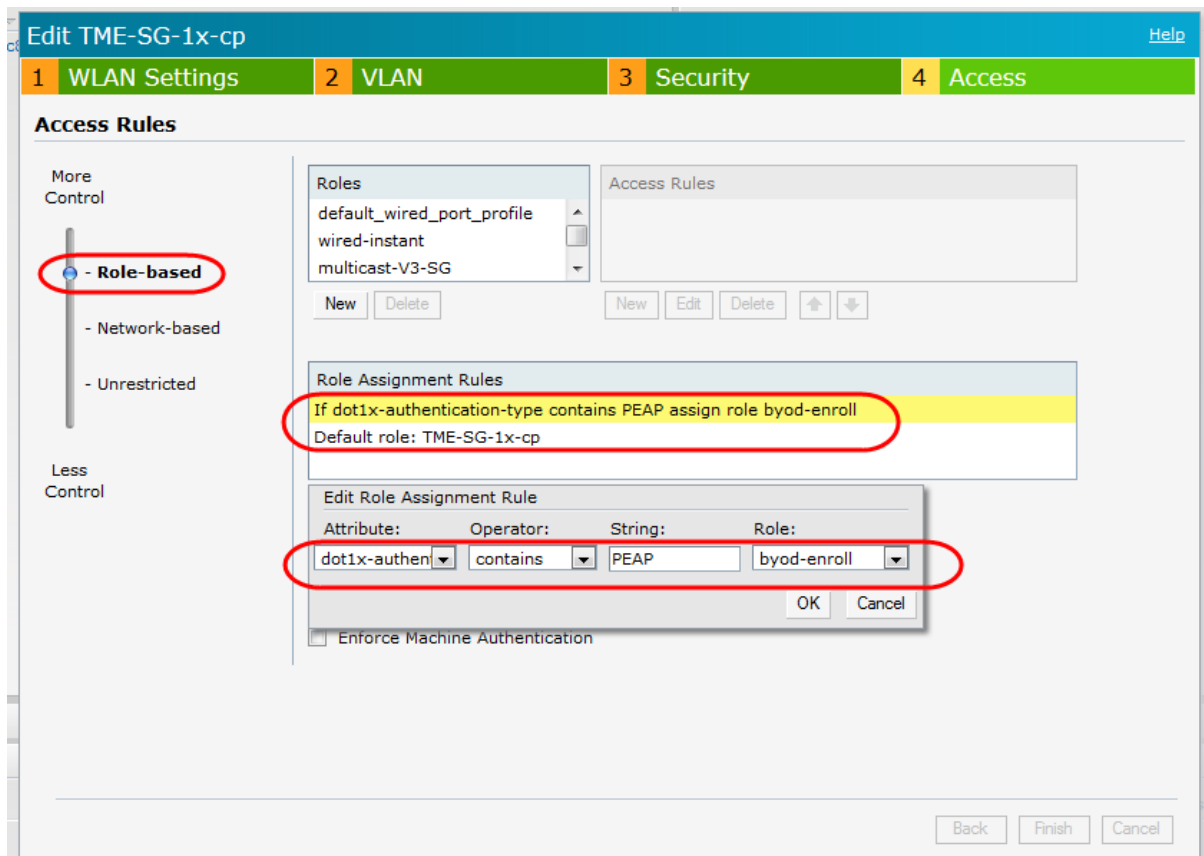 Edit TME-SG-1x-cp
Help
1 WLAN Settings
2 VLAN
3 Security
4 Access
Access Rules
More
Control
- Role-based
- Network-based
- Unrestricted
Less
Control
Roles
default_wired_port_profile
wired-instant
multicast-V3-SG
New
Delete
Access Rules
New
Edit
Delete
Role Assignment Rules
If dot1x-authentication-type contains PEAP assign role byod-enroll
Default role: TME-SG-1x-cp
Edit Role Assignment Rule
Attribute: Operator: String: Role:
dot1x-authent contains PEAP byod-enroll
OK Cancel
Enforce Machine Authentication
Back Finish Cancel